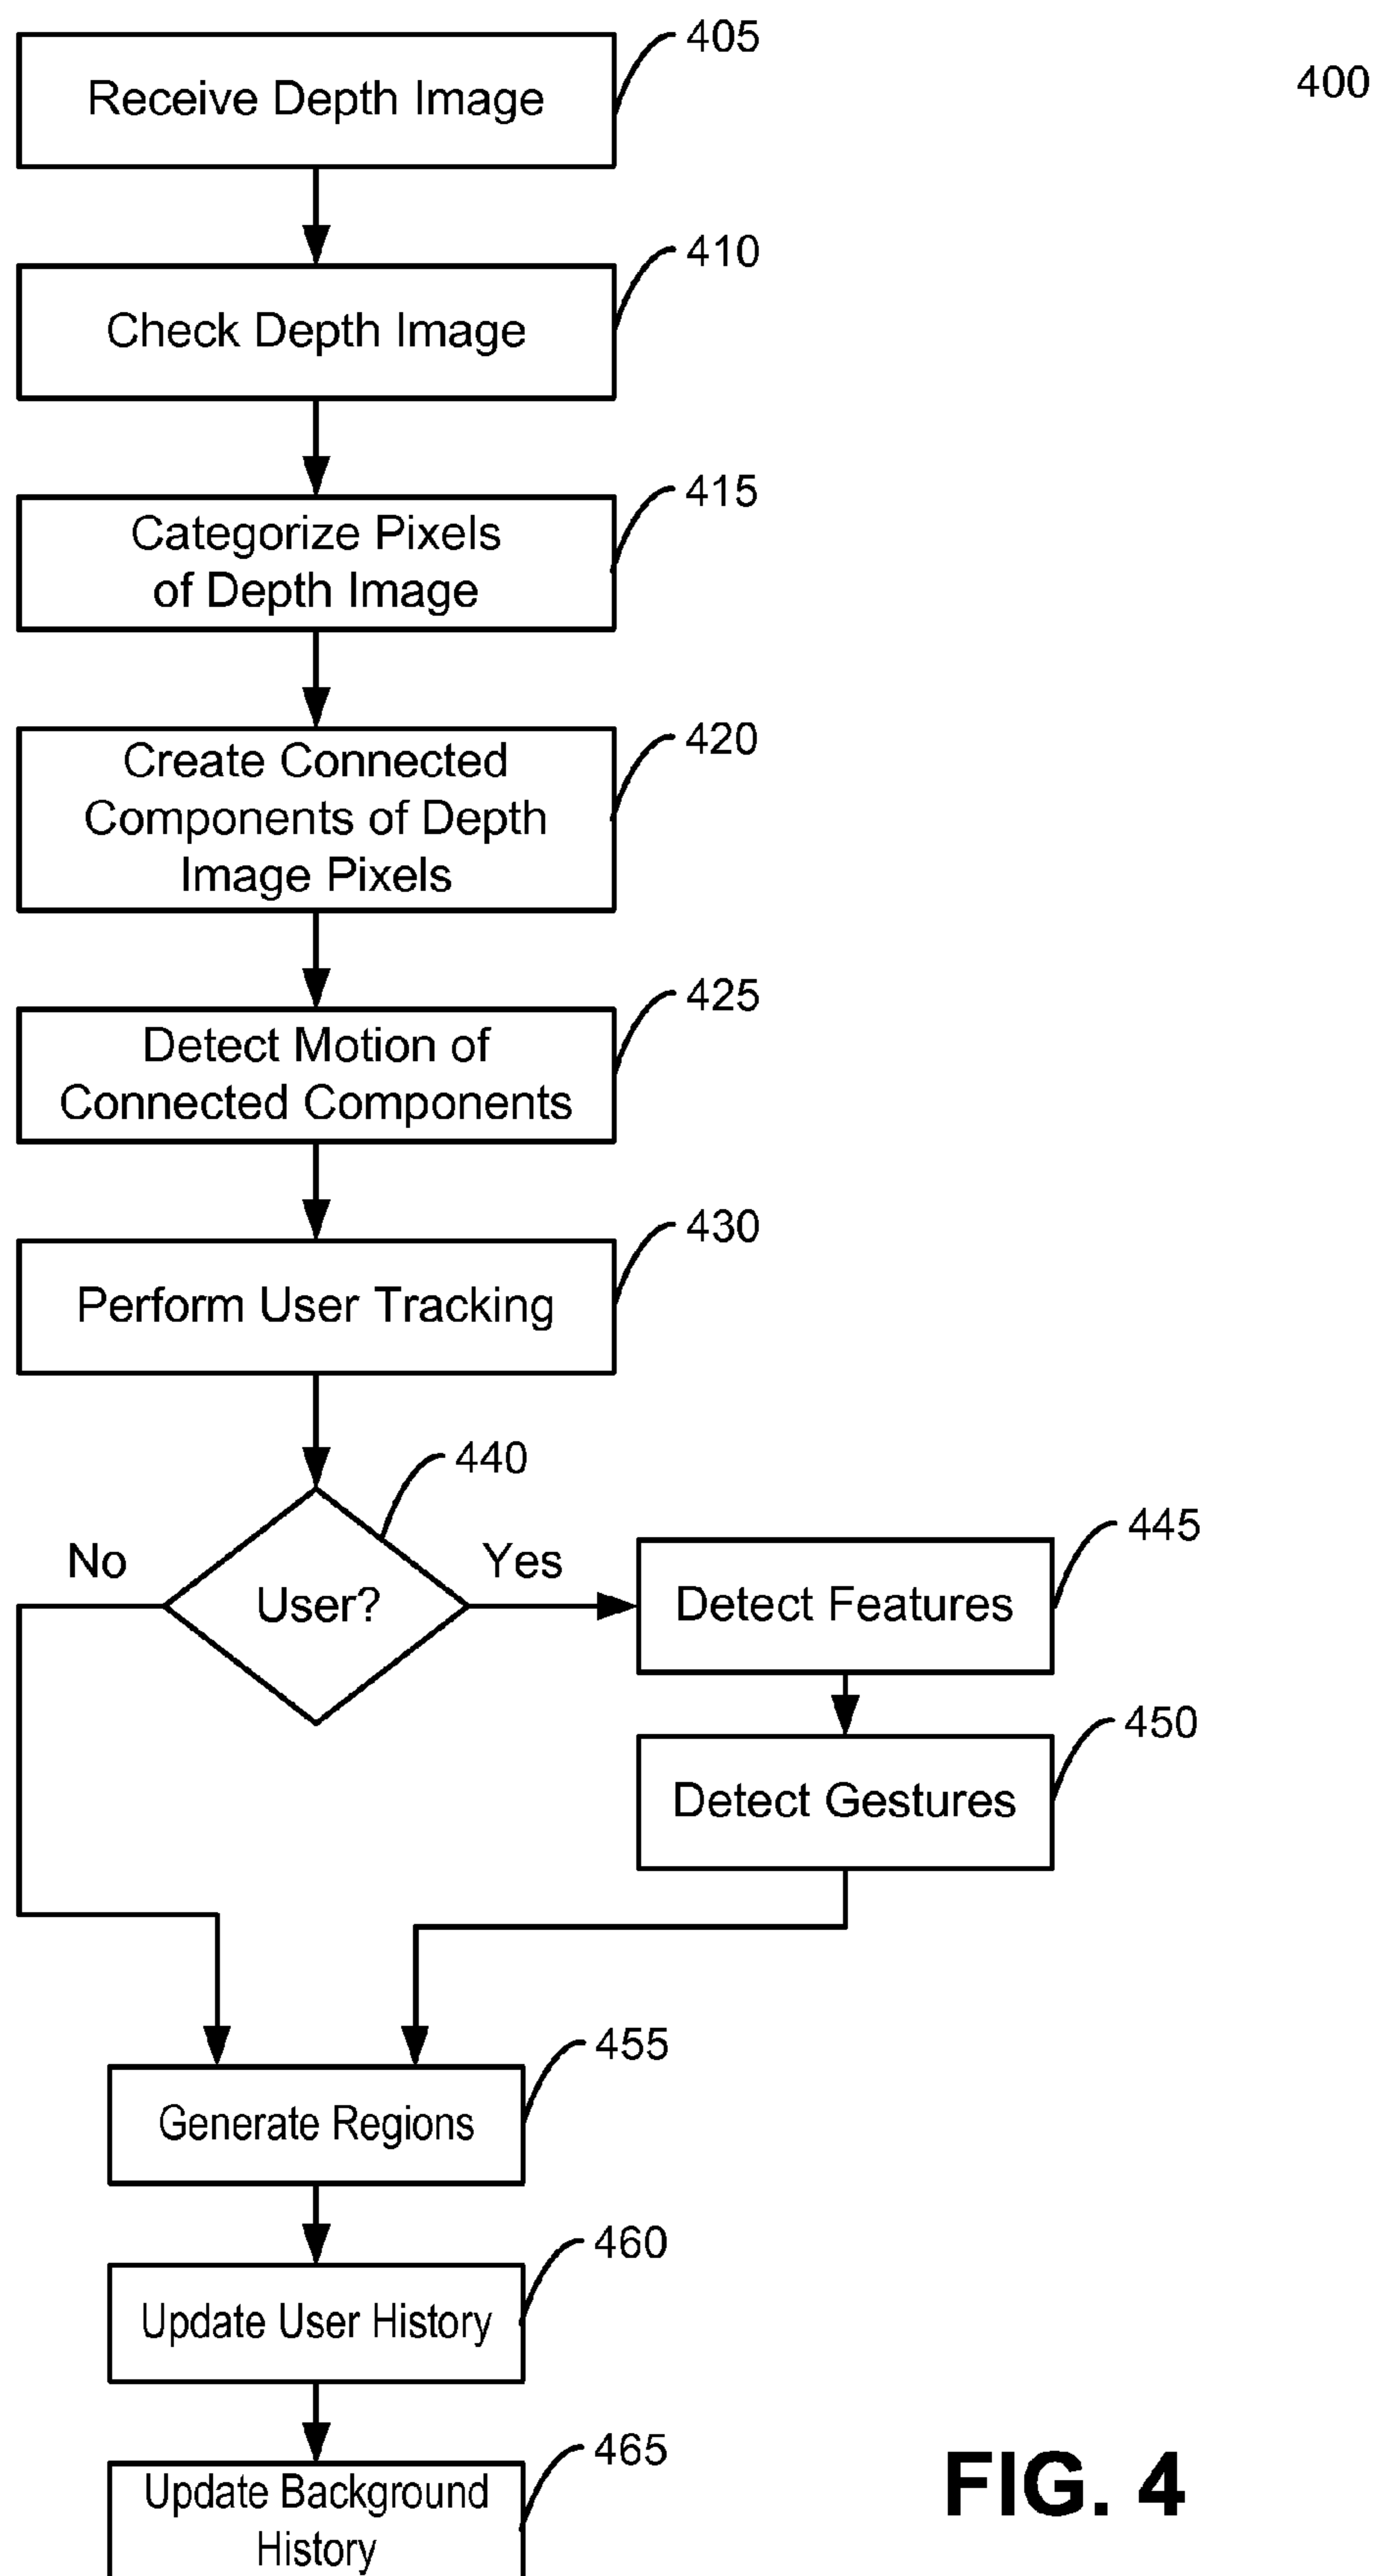 405
400
Receive Depth Image
410
Check Depth Image
415
Categorize Pixels
of Depth Image
420
Create Connected
Components of Depth
Image Pixels
425
Detect Motion of
Connected Components
430
Perform User Tracking
440
No
User?
Yes
445
Detect Features
450
Detect Gestures
455
Generate Regions
460
Update User History
465
Update Background
History
FIG. 4